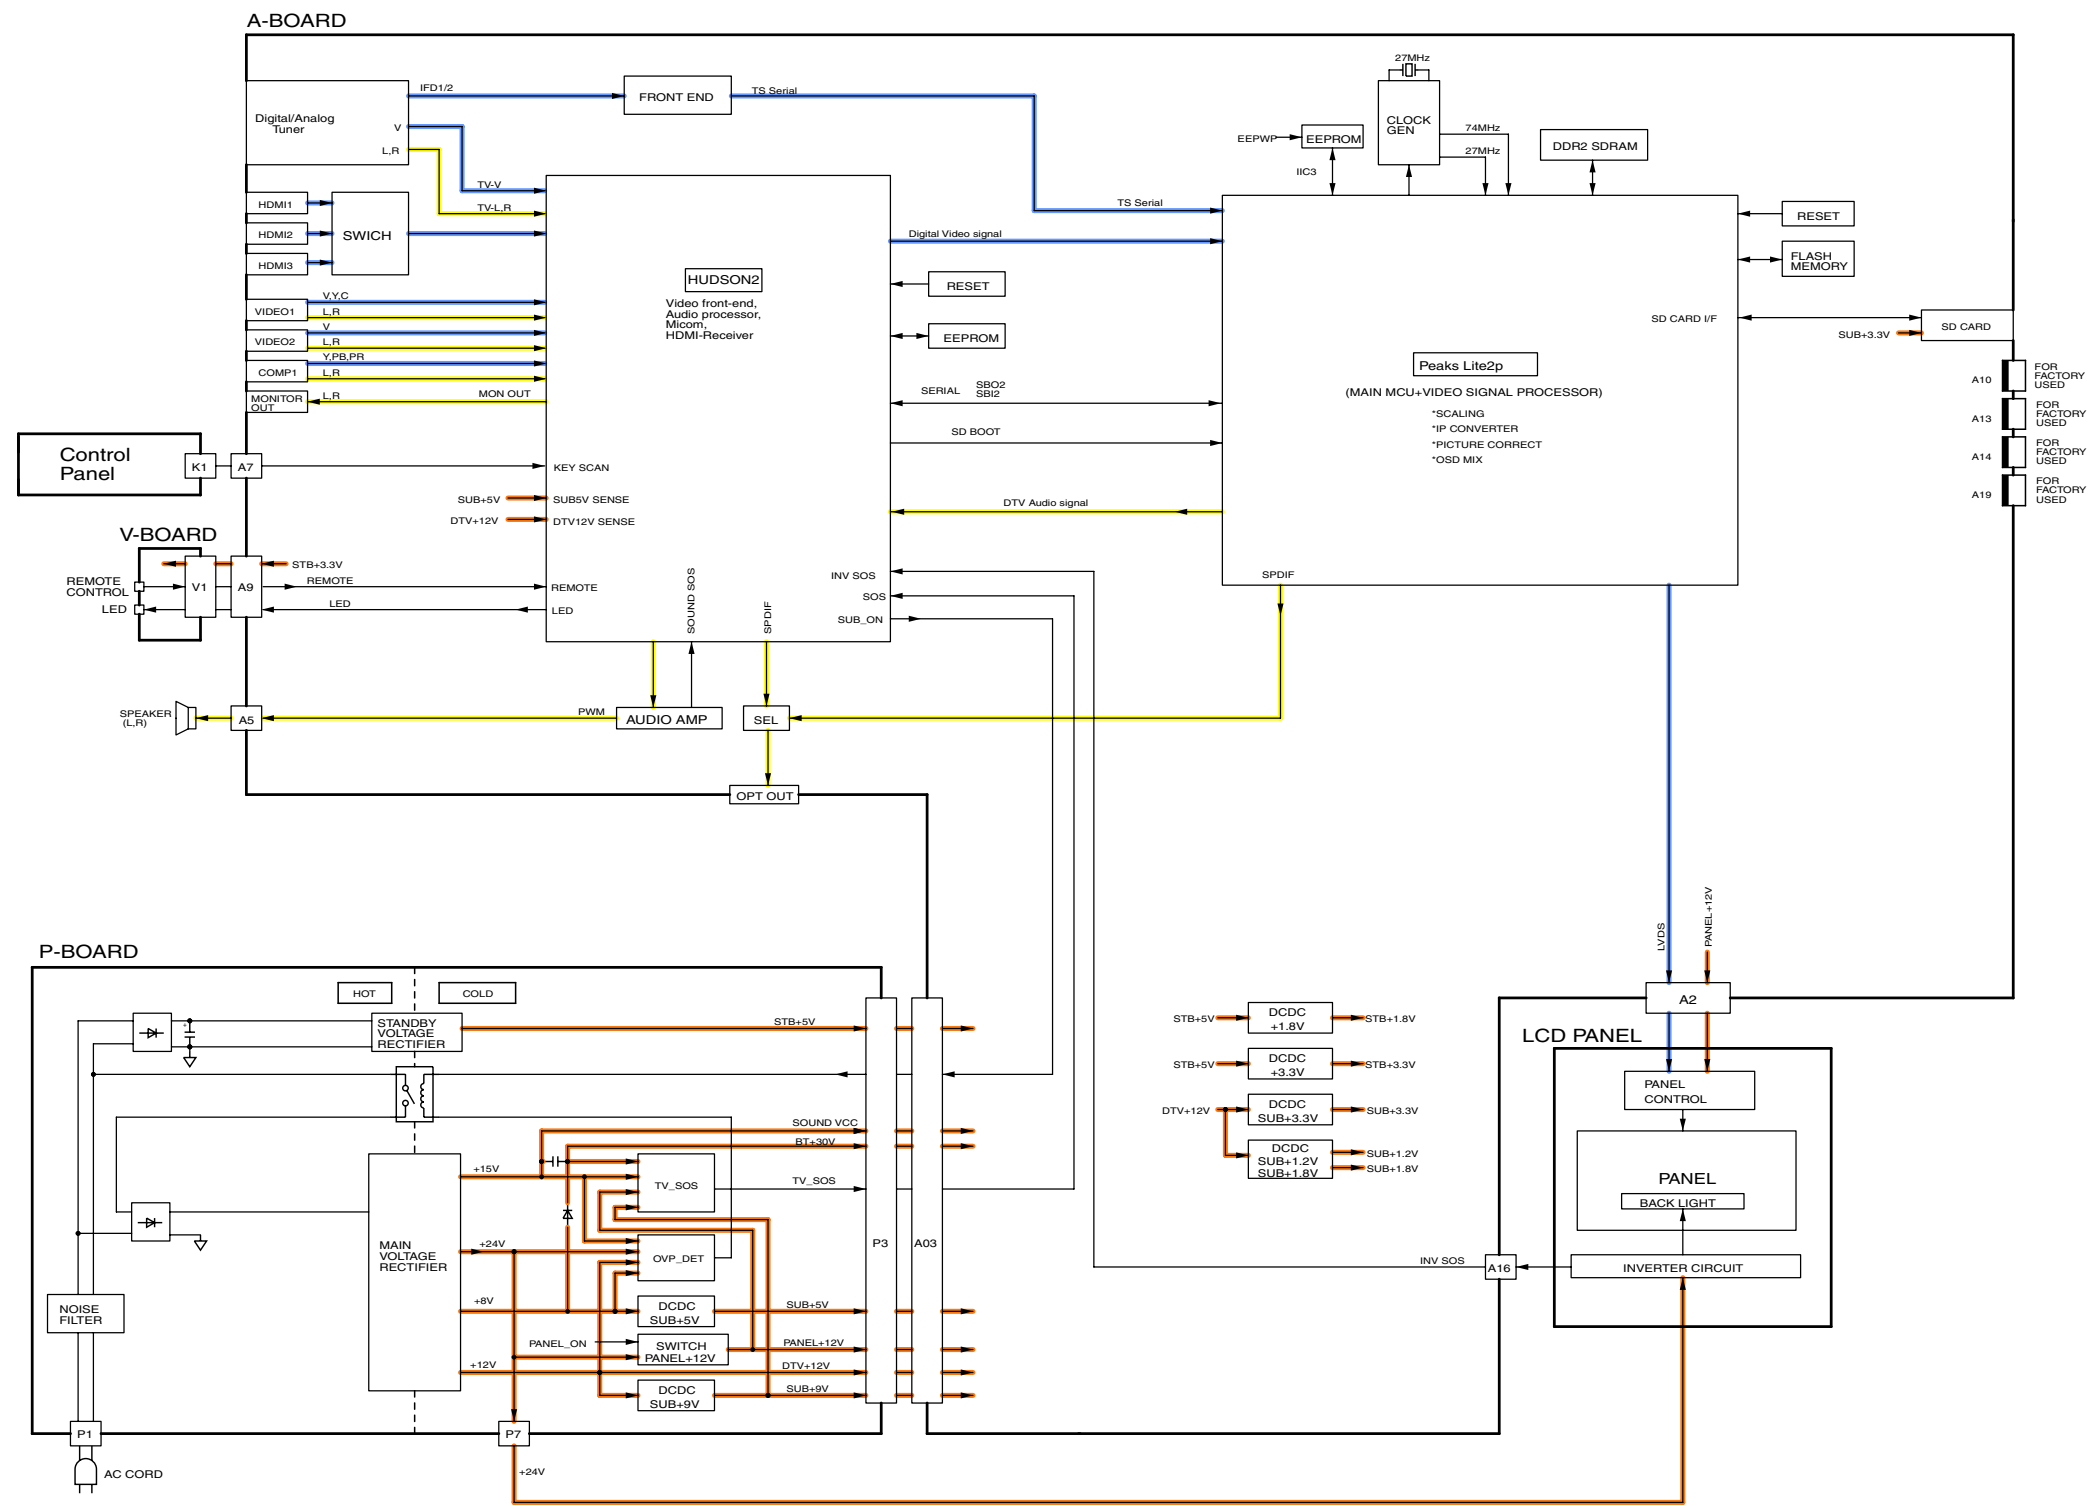 A-BOARD
27MHz
IFD1/2
FRONT END
TS Serial
Digital/Analog
Tuner
V
L,R
CLOCK
GEN
74MHz
27MHz
EEPWP
EEPROM
IIC3
DDR2 SDRAM
TV-V
TV-L,R
TS Serial
HDMI1
HDMI2
HDMI3
SWICH
Digital Video signal
RESET
FLASH
MEMORY
HUDSON2
Video front-end,
Audio processor,
Micom,
HDMI-Receiver
RESET
EEPROM
VIDEO1
V,Y,C
L,R
VIDEO2
V
L,R
COMP1
Y,PB,PR
L,R
MONITOR
OUT
L,R
MON OUT
SD CARD I/F
SUB+3.3V
SD CARD
Peaks Lite2p
(MAIN MCU+VIDEO SIGNAL PROCESSOR)
*SCALING
*IP CONVERTER
*PICTURE CORRECT
*OSD MIX
SERIAL
SBO2
SBI2
SD BOOT
A10
FOR
FACTORY
USED
A13
FOR
FACTORY
USED
A14
FOR
FACTORY
USED
A19
FOR
FACTORY
USED
Control
Panel
K1
A7
KEY SCAN
SUB+5V
SUB5V SENSE
DTV+12V
DTV12V SENSE
DTV Audio signal
V-BOARD
STB+3.3V
REMOTE
CONTROL
V1
A9
REMOTE
REMOTE
LED
LED
LED
SOUND SOS
SPDIF
INV SOS
SOS
SUB_ON
SPDIF
SPEAKER
(L,R)
A5
PWM
AUDIO AMP
SEL
OPT OUT
LVDS
PANEL+12V
A2
P-BOARD
HOT
COLD
STANDBY
VOLTAGE
RECTIFIER
+
STB+5V
SOUND VCC
BT+30V
+15V
TV_SOS
TV_SOS
MAIN
VOLTAGE
RECTIFIER
+24V
OVP_DET
P3
A03
+8V
DCDC
SUB+5V
SUB+5V
PANEL_ON
SWITCH
PANEL+12V
PANEL+12V
+12V
DTV+12V
DCDC
SUB+9V
SUB+9V
NOISE
FILTER
P1
AC CORD
P7
+24V
STB+5V
DCDC
+1.8V
STB+1.8V
STB+5V
DCDC
+3.3V
STB+3.3V
DTV+12V
DCDC
SUB+3.3V
SUB+3.3V
DCDC
SUB+1.2V
SUB+1.8V
SUB+1.2V
SUB+1.8V
LCD PANEL
PANEL
CONTROL
PANEL
BACK LIGHT
INV SOS
A16
INVERTER CIRCUIT